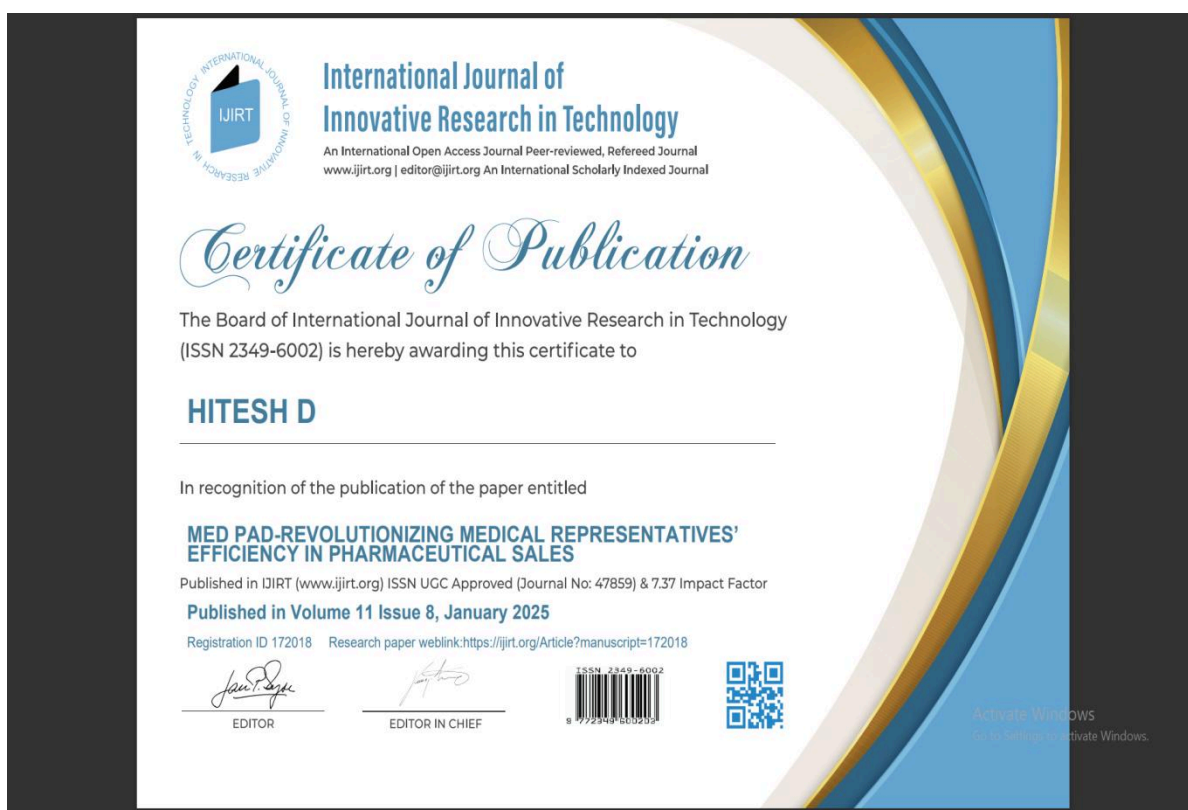 INTERNATIONAL JOURNAL OF INNOVATIVE RESEARCH IN TECHNOLOGY
IJIRT
International Journal of
Innovative Research in Technology
An International Open Access Journal Peer-reviewed, Refereed Journal
www.ijirt.org | editor@ijirt.org An International Scholarly Indexed Journal
Certificate of Publication
The Board of International Journal of Innovative Research in Technology
(ISSN 2349-6002) is hereby awarding this certificate to
HITESH D
In recognition of the publication of the paper entitled
MED PAD-REVOLUTIONIZING MEDICAL REPRESENTATIVES’
EFFICIENCY IN PHARMACEUTICAL SALES
Published in IJIRT (www.ijirt.org) ISSN UGC Approved (Journal No: 47859) & 7.37 Impact Factor
Published in Volume 11 Issue 8, January 2025
Registration ID 172018 Research paper weblink:https://ijirt.org/Article?manuscript=172018
EDITOR
EDITOR IN CHIEF
ISSN 2349-6002
Activate Windows
Go to Settings to activate Windows.